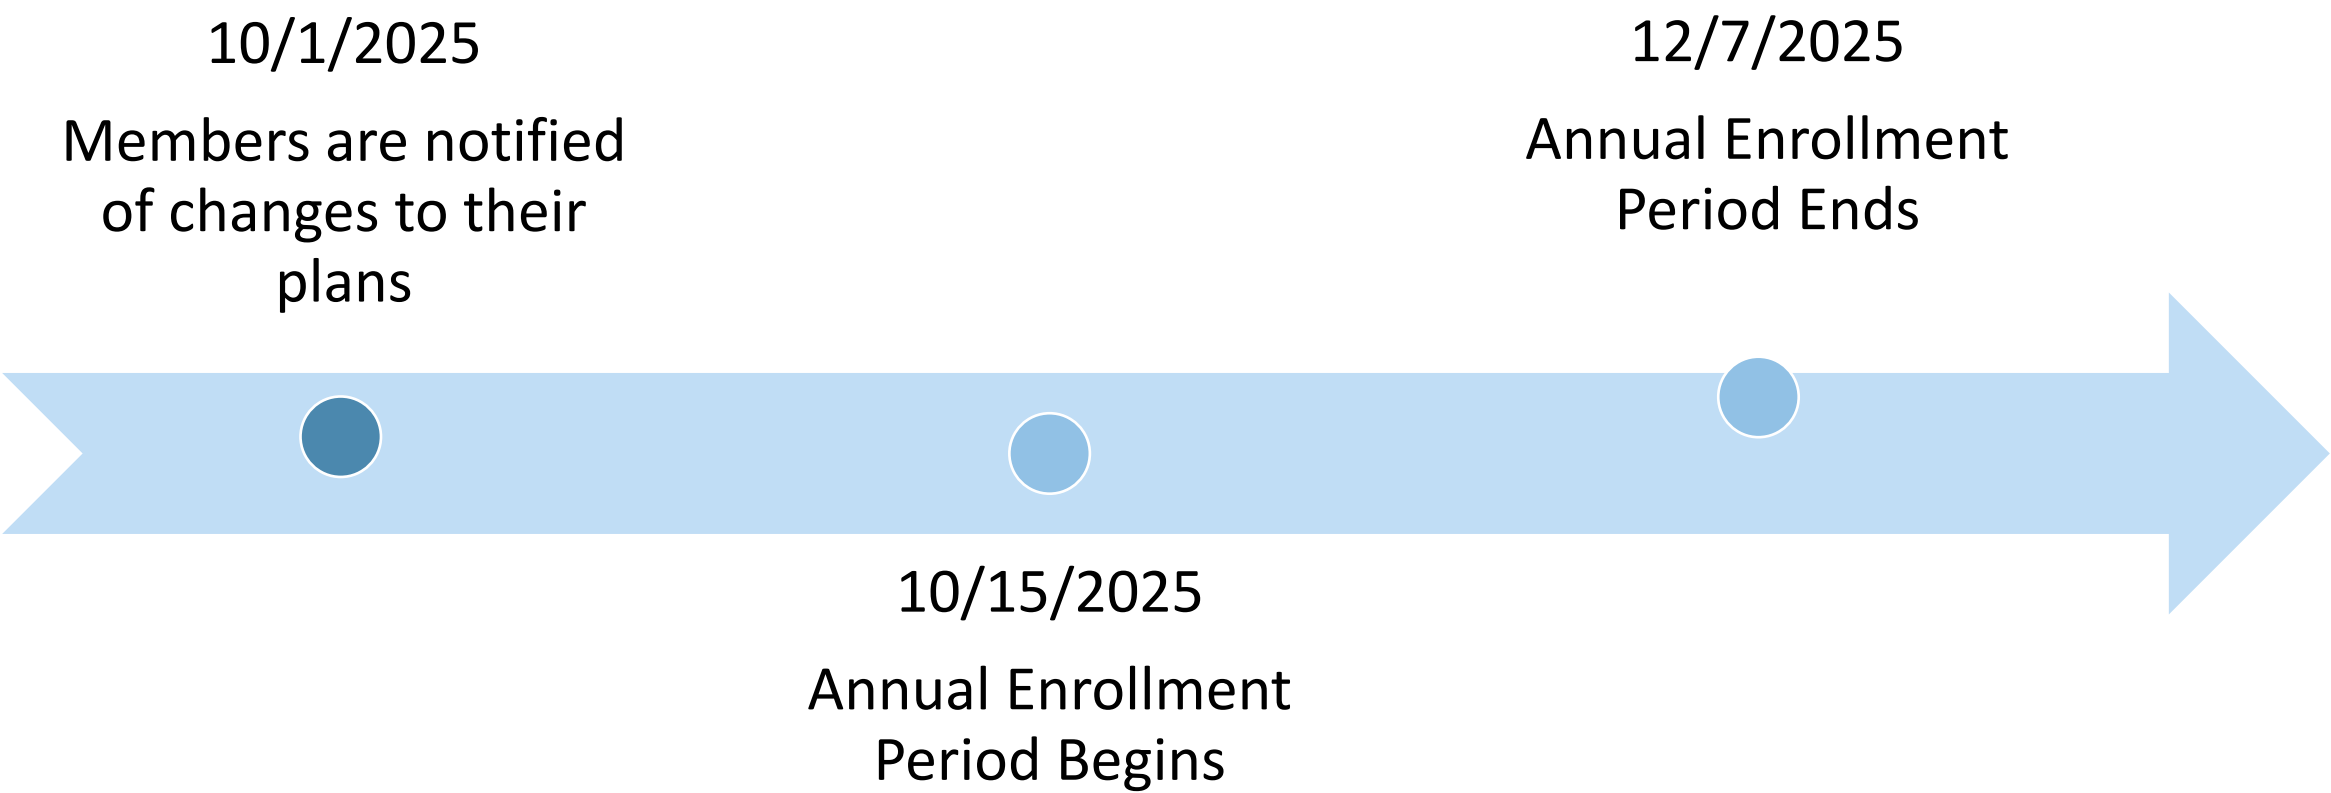 10/1/2025
Members are notified
of changes to their
plans
10/15/2025
Annual Enrollment
Period Begins
12/7/2025
Annual Enrollment
Period Ends